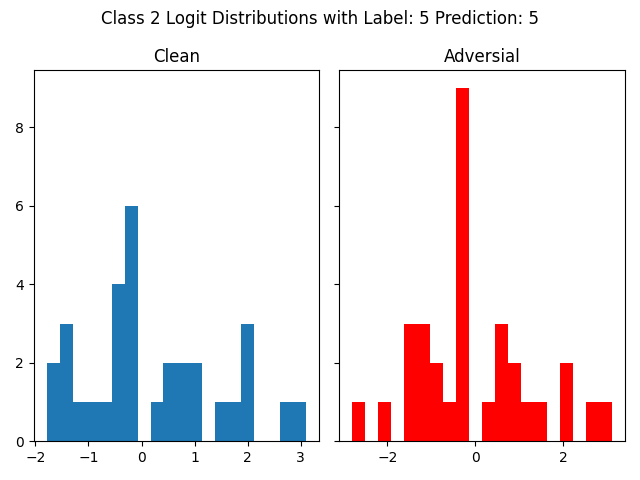 Class 2 Logit Distributions with Label: 5 Prediction: 5
Clean
Adversial
8
6
4
2
0
−2 −1 0 1 2 3
−2 0 2